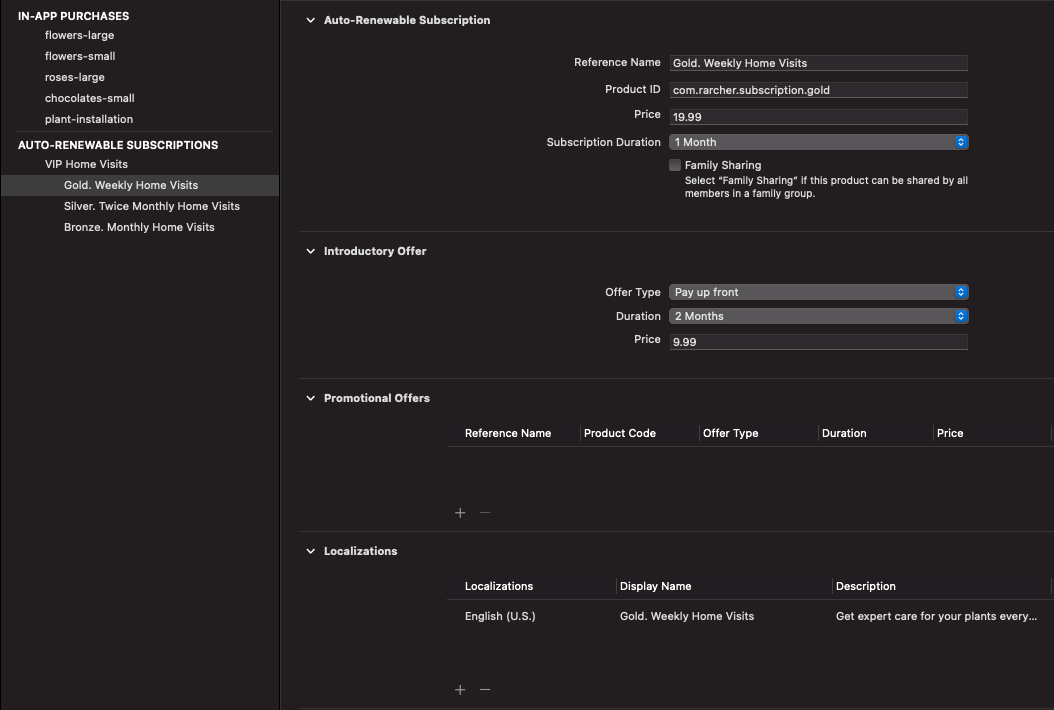 IN-APP PURCHASES
flowers-large
flowers-small
roses-large
chocolates-small
plant-installation
AUTO-RENEWABLE SUBSCRIPTIONS
VIP Home Visits
Gold. Weekly Home Visits
Silver. Twice Monthly Home Visits
Bronze. Monthly Home Visits
Auto-Renewable Subscription
Reference Name Gold. Weekly Home Visits
Product ID com.rarcher.subscription.gold
Price 19.99
Subscription Duration 1 Month
Family Sharing
Select “Family Sharing” if this product can be shared by all
members in a family group.
Introductory Offer
Offer Type Pay up front
Duration 2 Months
Price 9.99
Promotional Offers
Reference Name Product Code Offer Type Duration Price
Localizations
Localizations Display Name Description
English (U.S.) Gold. Weekly Home Visits Get expert care for your plants every...